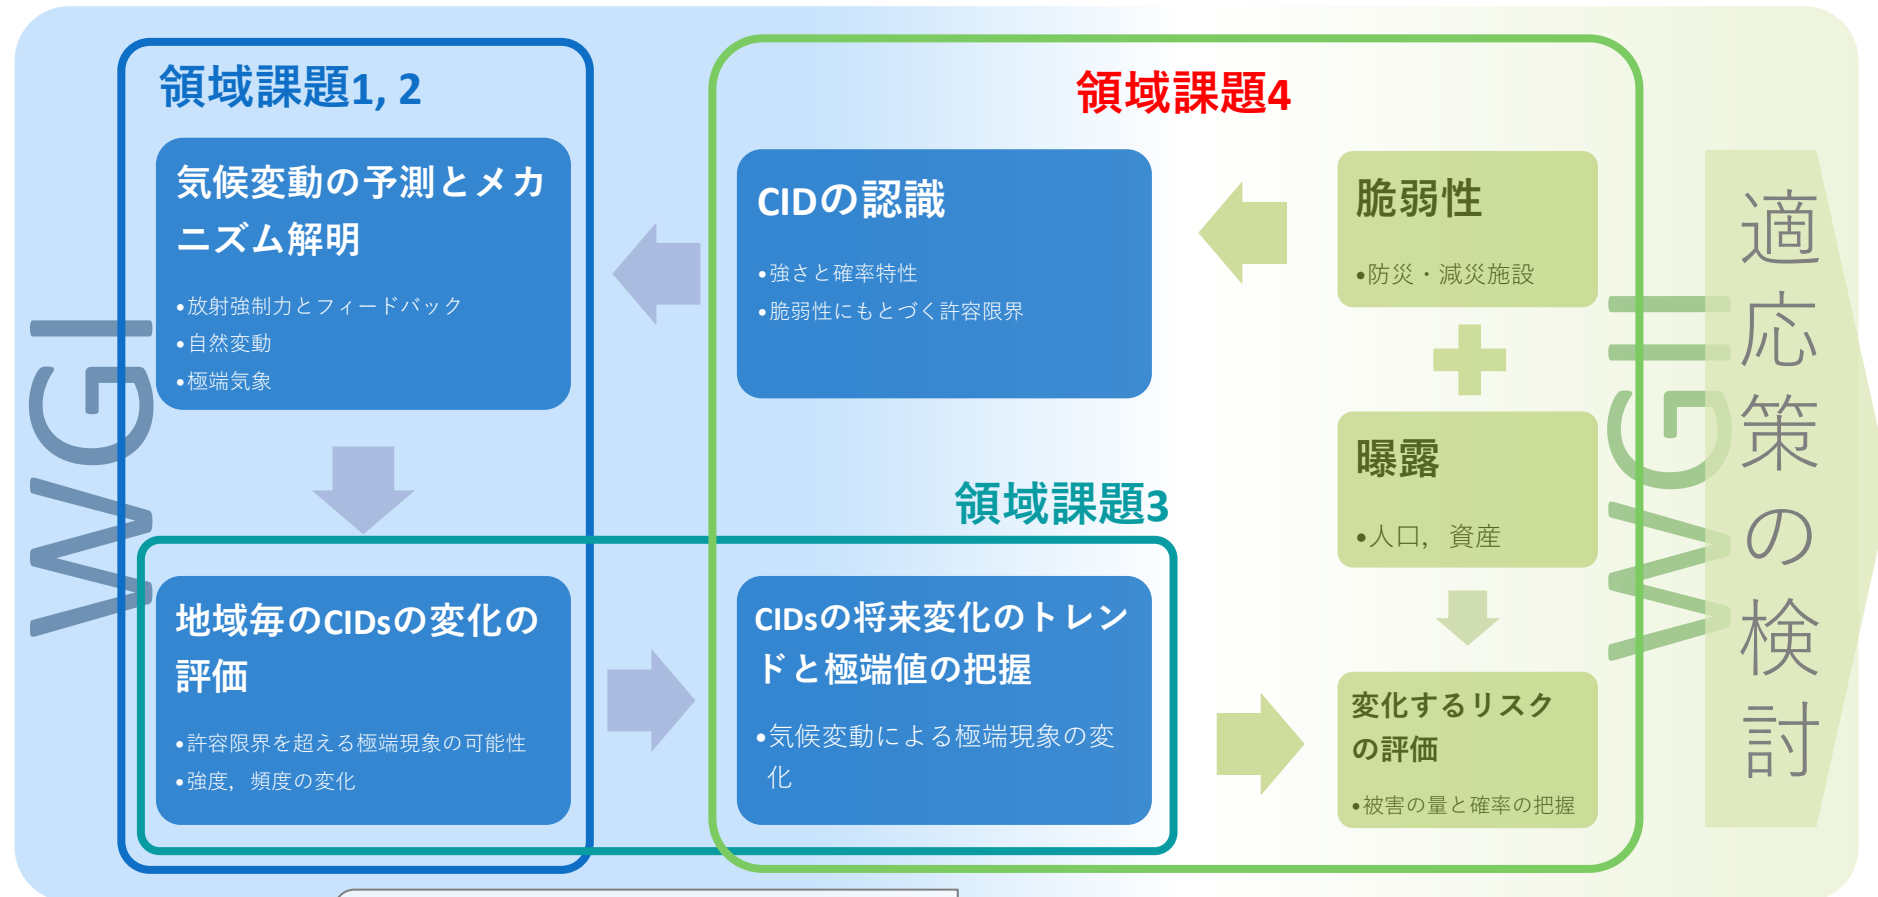 WGI
領域課題1, 2
気候変動の予測とメカ
ニズム解明
•放射強制力とフィードバック
•自然変動
•極端気象
地域毎のCIDsの変化の
評価
•許容限界を超える極端現象の可能性
•強度，頻度の変化
領域課題4
CIDの認識
•強さと確率特性
•脆弱性にもとづく許容限界
領域課題3
CIDsの将来変化のトレン
ドと極端値の把握
•気候変動による極端現象の変
化
脆弱性
•防災・減災施設
曝露
•人口，資産
変化するリスク
の評価
•被害の量と確率の把握
WGII
適応策の検討